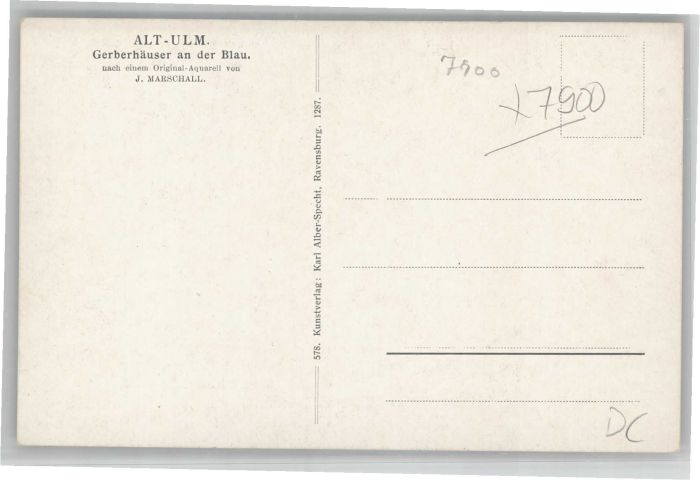 ALT-ULM.
Gerberhäuser an der Blau.
nach einem Original-Aquarell von
J. MARSCHALL.
578. Kunstverlag: Karl Alber-Specht, Ravensburg. 1287.
7900
x7900
DC